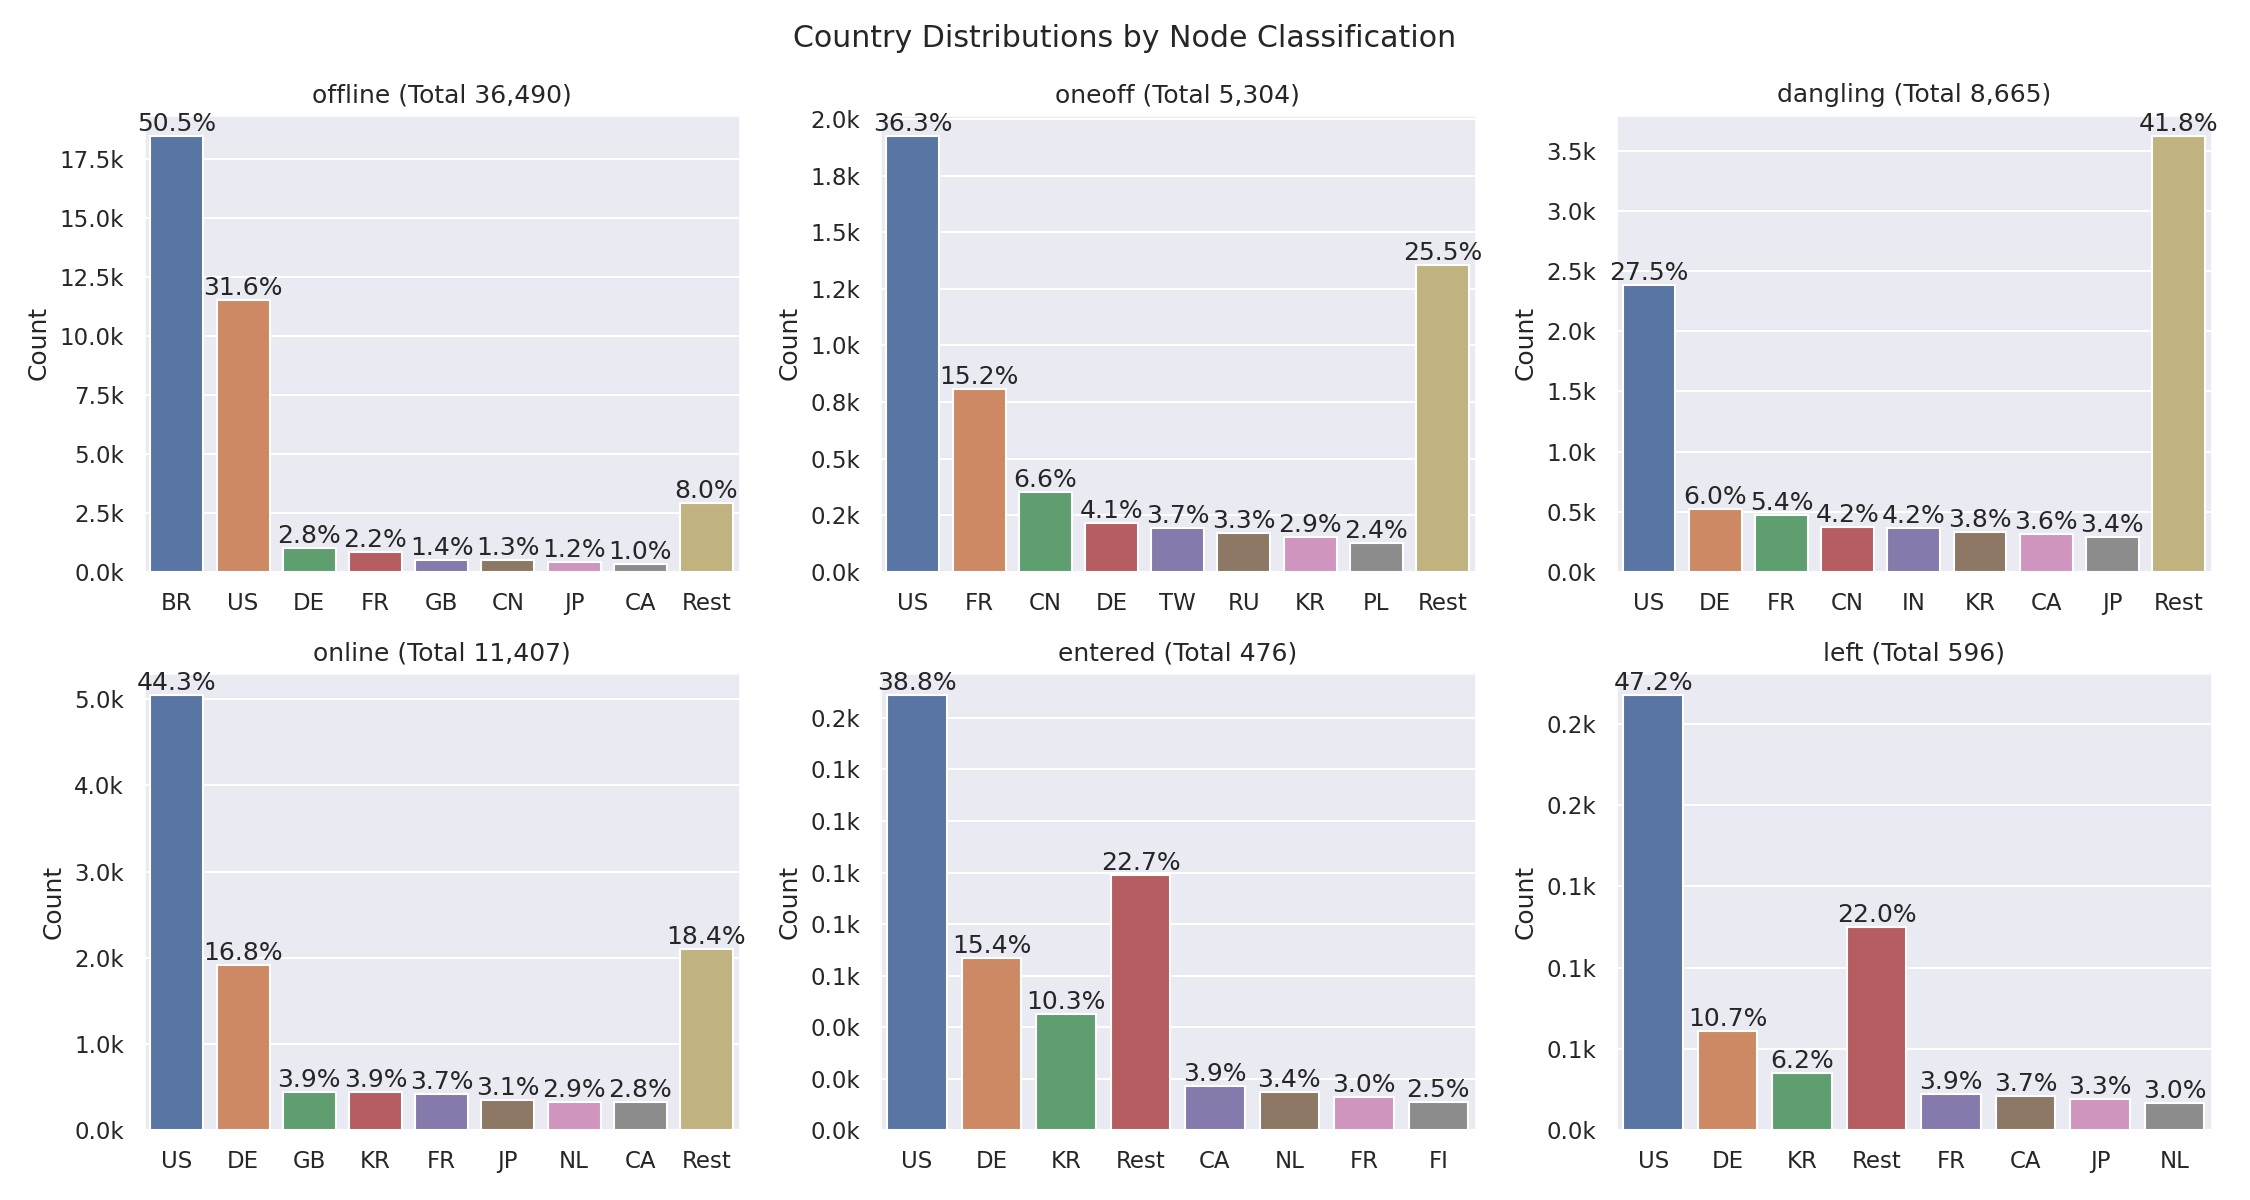 Country Distributions by Node Classification
offline (Total 36,490)
Count
17.5k
15.0k
12.5k
10.0k
7.5k
5.0k
2.5k
0.0k
50.5%
31.6%
2.8%
2.2%
1.4%
1.3%
1.2%
1.0%
8.0%
BR US DE FR GB CN JP CA Rest
oneoff (Total 5,304)
Count
2.0k
1.8k
1.5k
1.2k
1.0k
0.8k
0.5k
0.2k
0.0k
36.3%
15.2%
6.6%
4.1%
3.7%
3.3%
2.9%
2.4%
25.5%
US FR CN DE TW RU KR PL Rest
dangling (Total 8,665)
Count
3.5k
3.0k
2.5k
2.0k
1.5k
1.0k
0.5k
0.0k
27.5%
6.0%
5.4%
4.2%
4.2%
3.8%
3.6%
3.4%
41.8%
US DE FR CN IN KR CA JP Rest
online (Total 11,407)
Count
5.0k
4.0k
3.0k
2.0k
1.0k
0.0k
44.3%
16.8%
3.9%
3.9%
3.7%
3.1%
2.9%
2.8%
18.4%
US DE GB KR FR JP NL CA Rest
entered (Total 476)
Count
0.2k
0.1k
0.1k
0.1k
0.1k
0.1k
0.0k
0.0k
0.0k
38.8%
15.4%
10.3%
22.7%
3.9%
3.4%
3.0%
2.5%
US DE KR Rest CA NL FR FI
left (Total 596)
Count
0.2k
0.2k
0.1k
0.1k
0.1k
0.0k
47.2%
10.7%
6.2%
22.0%
3.9%
3.7%
3.3%
3.0%
US DE KR Rest FR CA JP NL